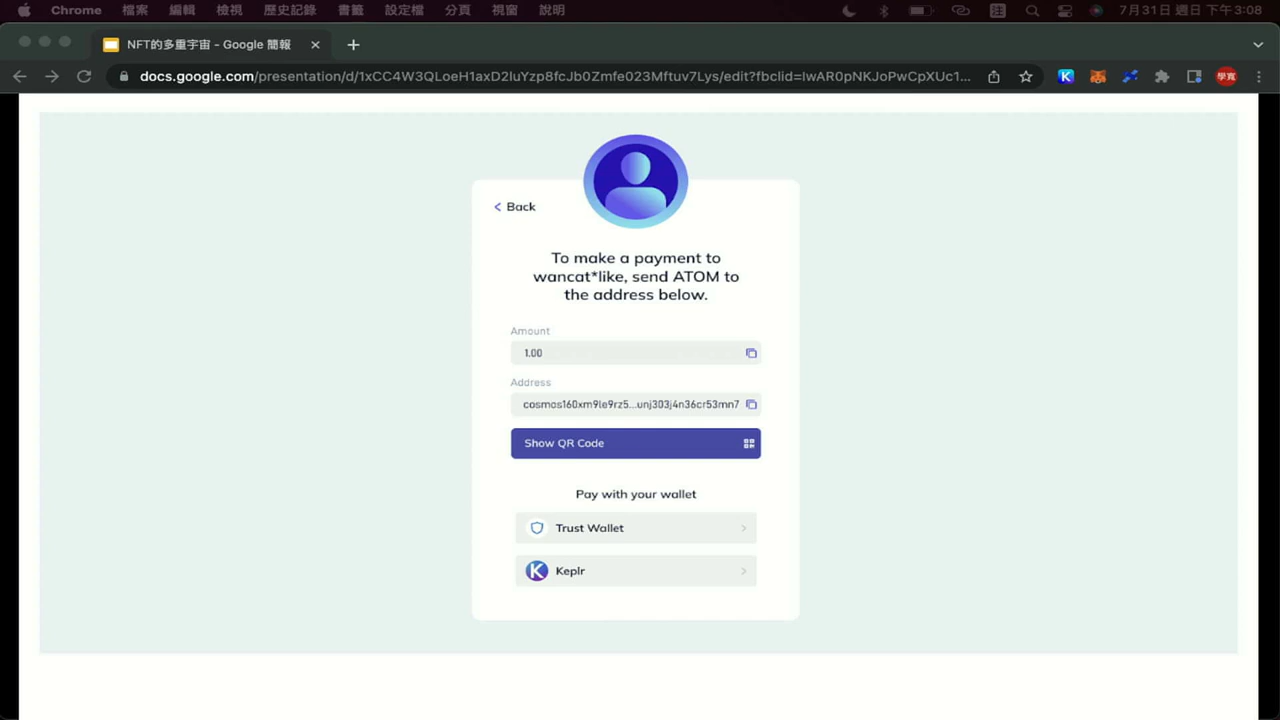 Chrome 檔案 編輯 檢視 歷史記錄 書籤 設定檔 分頁 視窗 說明 注 7月31日 週日 下午3:08
NFT的多重宇宙 - Google 簡報
docs.google.com/presentation/d/1xCC4W3QLoeH1axD2luYzp8fcJb0Zmfe023Mftuv7Lys/edit?fbclid=IwAR0pNKJoPwCpXUc1... K 學寬
Back
To make a payment to
wancat*like, send ATOM to
the address below.
Amount
1.00
Address
cosmos160xm9le9rz5...unj303j4n36cr53mn7
Show QR Code
Pay with your wallet
Trust Wallet
K Keplr